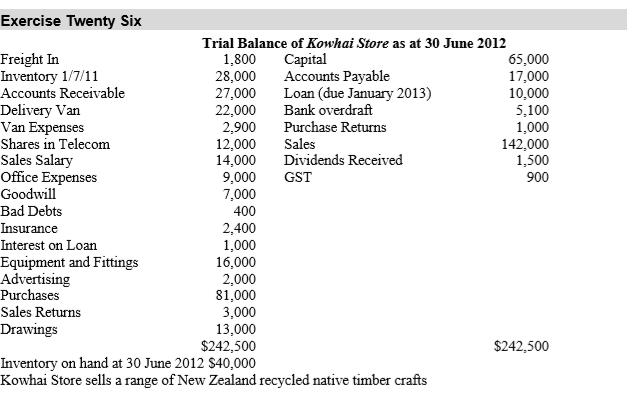 Exercise Twenty Six
Trial Balance of Kowhai Store as at 30 June 2012
Freight In 1,800 Capital 65,000
Inventory 1/7/11 28,000 Accounts Payable 17,000
Accounts Receivable 27,000 Loan (due January 2013) 10,000
Delivery Van 22,000 Bank overdraft 5,100
Van Expenses 2,900 Purchase Returns 1,000
Shares in Telecom 12,000 Sales 142,000
Sales Salary 14,000 Dividends Received 1,500
Office Expenses 9,000 GST 900
Goodwill 7,000
Bad Debts 400
Insurance 2,400
Interest on Loan 1,000
Equipment and Fittings 16,000
Advertising 2,000
Purchases 81,000
Sales Returns 3,000
Drawings 13,000
$242,500 $242,500
Inventory on hand at 30 June 2012 $40,000
Kowhai Store sells a range of New Zealand recycled native timber crafts